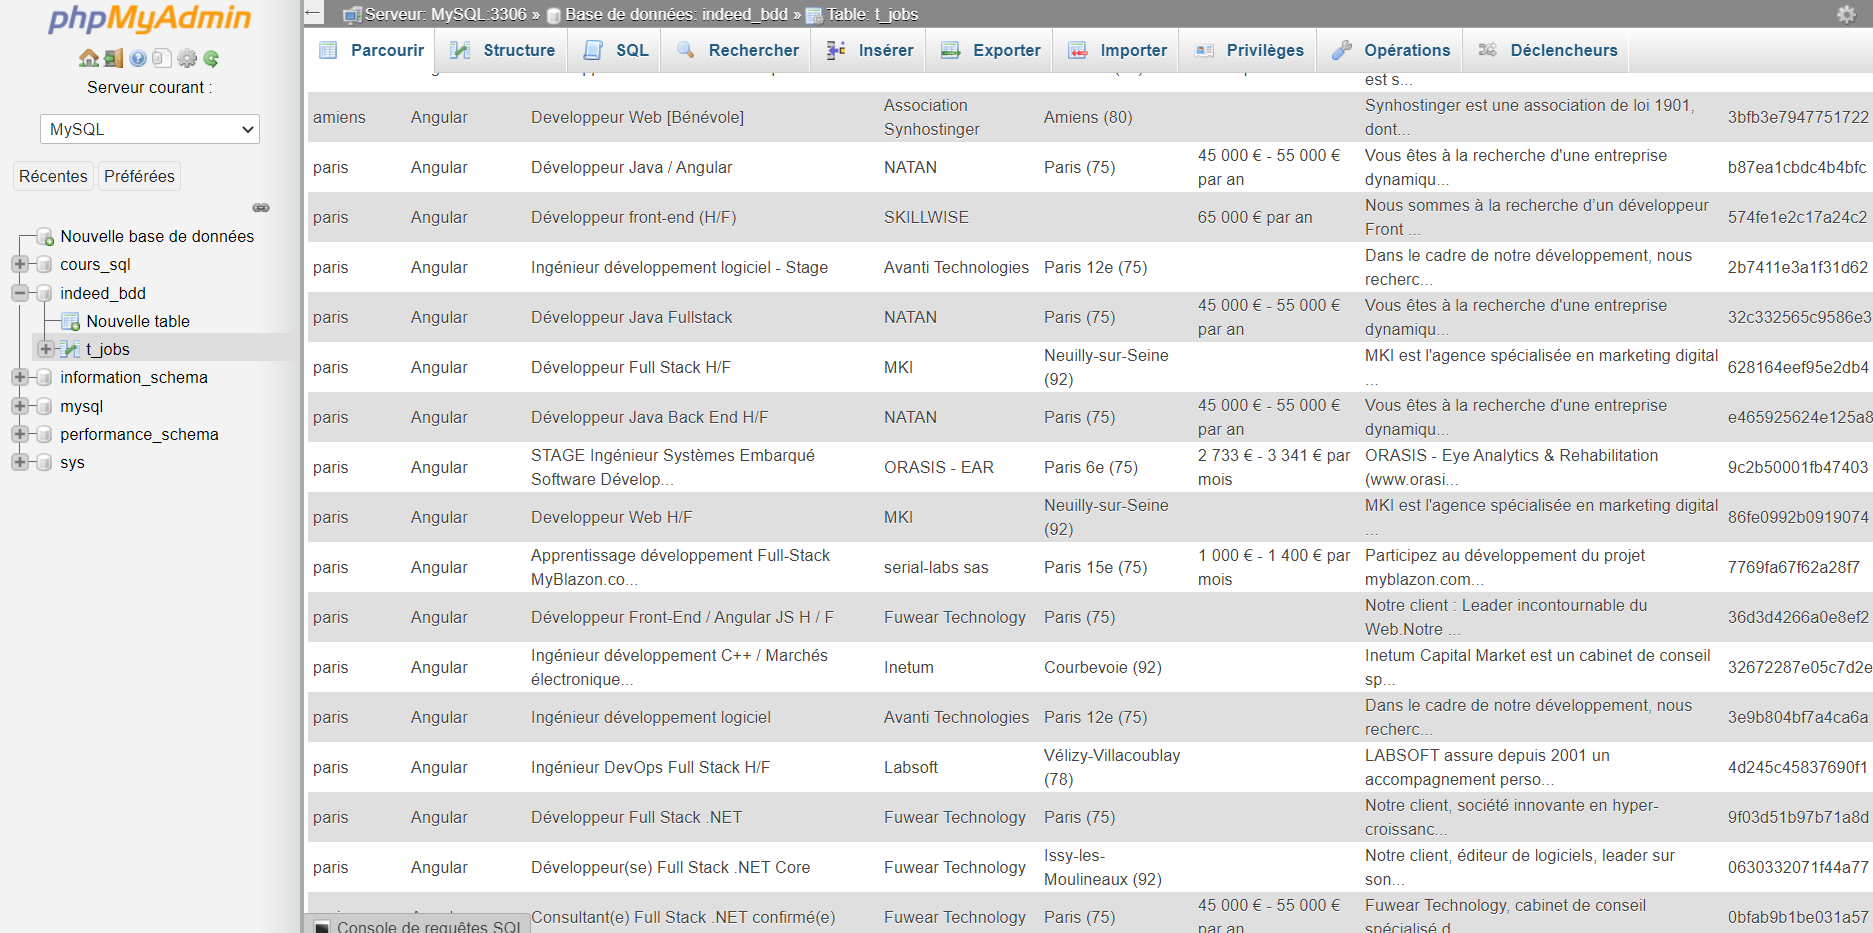 phpMyAdmin
Serveur courant :
MySQL
Récentes Préférées
Nouvelle base de données
cours_sql
indeed_bdd
Nouvelle table
t_jobs
information_schema
mysql
performance_schema
sys
Serveur: MySQL:3306 » Base de données: indeed_bdd » Table: t_jobs
Parcourir Structure SQL Rechercher Insérer Exporter Importer Privilèges Opérations Déclencheurs
est s...
amiens Angular Developpeur Web [Bénévole] Association Synhostinger Amiens (80) Synhostinger est une association de loi 1901, dont... 3bfb3e7947751722
paris Angular Développeur Java / Angular NATAN Paris (75) 45 000 € - 55 000 € par an Vous êtes à la recherche d'une entreprise dynamiqu... b87ea1cbdc4b4bfc
paris Angular Développeur front-end (H/F) SKILLWISE 65 000 € par an Nous sommes à la recherche d’un développeur Front ... 574fe1e2c17a24c2
paris Angular Ingénieur développement logiciel - Stage Avanti Technologies Paris 12e (75) Dans le cadre de notre développement, nous recherc... 2b7411e3a1f31d62
paris Angular Développeur Java Fullstack NATAN Paris (75) 45 000 € - 55 000 € par an Vous êtes à la recherche d'une entreprise dynamiqu... 32c332565c9586e3
paris Angular Développeur Full Stack H/F MKI Neuilly-sur-Seine (92) MKI est l'agence spécialisée en marketing digital ... 628164eef95e2db4
paris Angular Développeur Java Back End H/F NATAN Paris (75) 45 000 € - 55 000 € par an Vous êtes à la recherche d'une entreprise dynamiqu... e465925624e125a8
paris Angular STAGE Ingénieur Systèmes Embarqué Software Dévelop... ORASIS - EAR Paris 6e (75) 2 733 € - 3 341 € par mois ORASIS - Eye Analytics & Rehabilitation (www.orasi... 9c2b50001fb47403
paris Angular Developpeur Web H/F MKI Neuilly-sur-Seine (92) MKI est l'agence spécialisée en marketing digital ... 86fe0992b0919074
paris Angular Apprentissage développement Full-Stack MyBlazon.co... serial-labs sas Paris 15e (75) 1 000 € - 1 400 € par mois Participez au développement du projet myblazon.com... 7769fa67f62a28f7
paris Angular Développeur Front-End / Angular JS H / F Fuwear Technology Paris (75) Notre client : Leader incontournable du Web.Notre ... 36d3d4266a0e8ef2
paris Angular Ingénieur développement C++ / Marchés électronique... Inetum Courbevoie (92) Inetum Capital Market est un cabinet de conseil sp... 32672287e05c7d2e
paris Angular Ingénieur développement logiciel Avanti Technologies Paris 12e (75) Dans le cadre de notre développement, nous recherc... 3e9b804bf7a4ca6a
paris Angular Ingénieur DevOps Full Stack H/F Labsoft Vélizy-Villacoublay (78) LABSOFT assure depuis 2001 un accompagnement perso... 4d245c45837690f1
paris Angular Développeur Full Stack .NET Fuwear Technology Paris (75) Notre client, société innovante en hyper-croissanc... 9f03d51b97b71a8d
paris Angular Développeur(se) Full Stack .NET Core Fuwear Technology Issy-les-Moulineaux (92) Notre client, éditeur de logiciels, leader sur son... 0630332071f44a77
Consultant(e) Full Stack .NET confirmé(e) Fuwear Technology Paris (75) 45 000 € - 55 000 € par an Fuwear Technology, cabinet de conseil spécialisé d... 0bfab9b1be031a57
Console de requêtes SQL